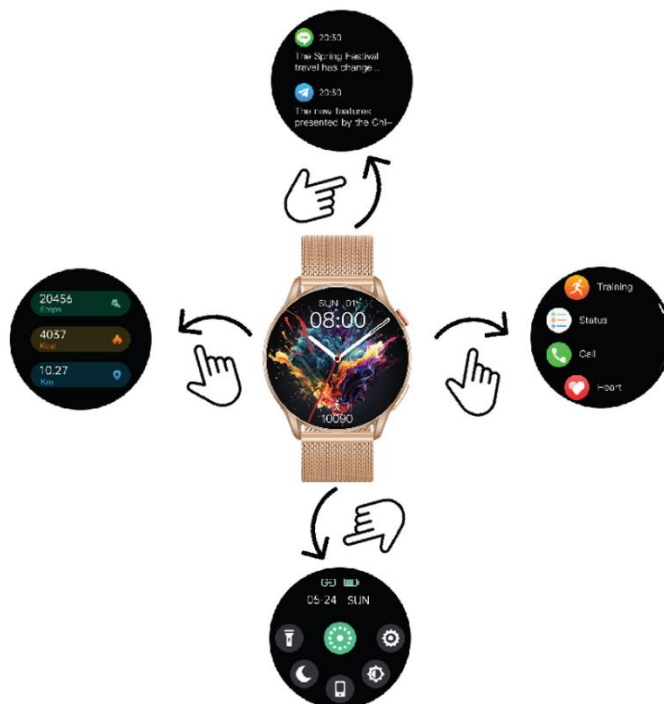 20:30
The Spring Festival
travel has change...
20:30
The new features
presented by the Chi-
20456
Steps
4037
Kcal
10.27
Km
SUN 01
08:00
10090
Training
Status
Call
Heart
05-24 SUN